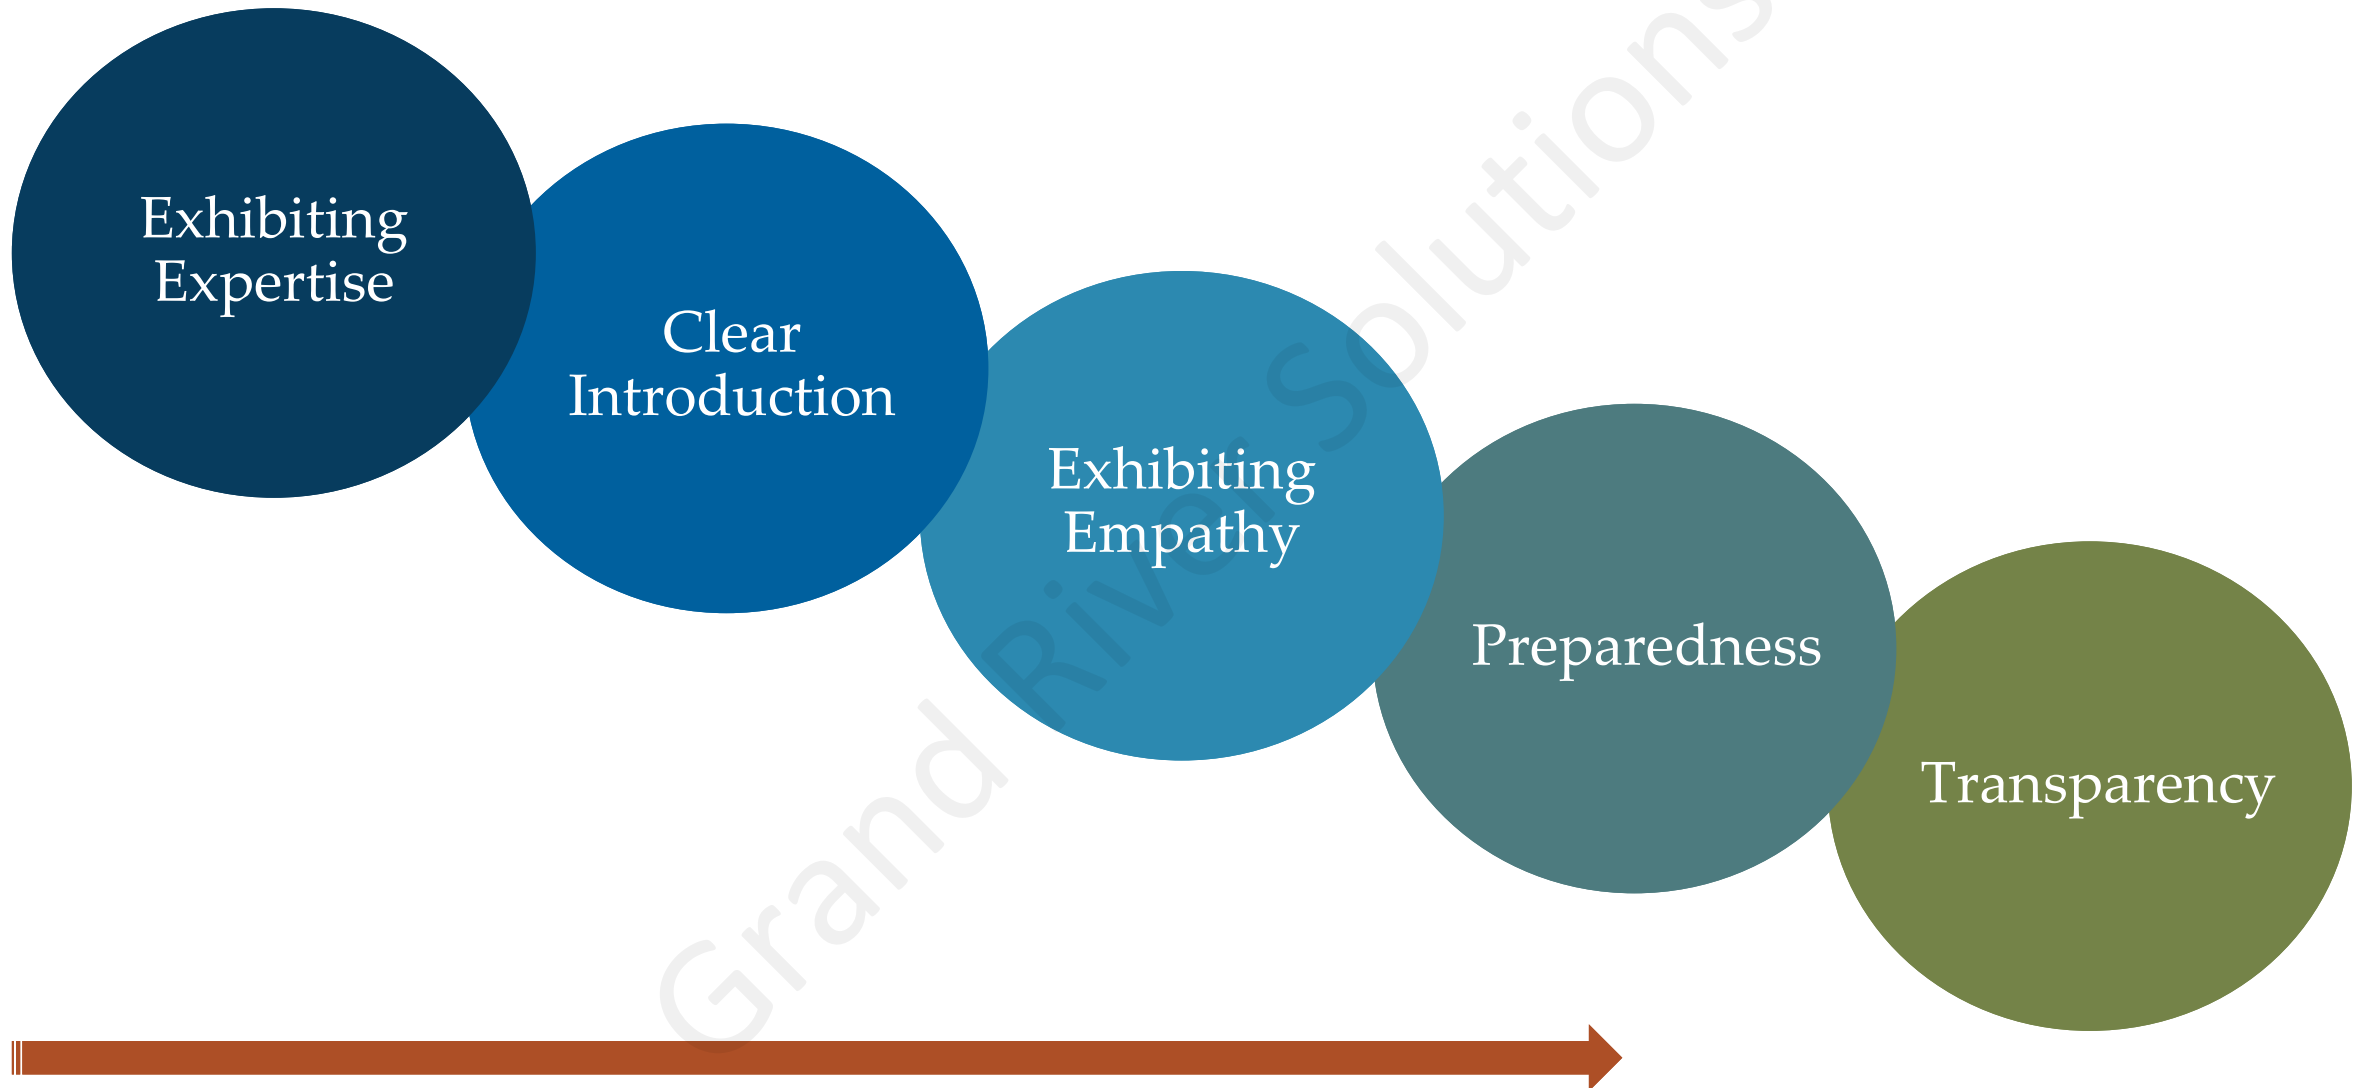 Exhibiting
Expertise
Clear
Introduction
Exhibiting
Empathy
Preparedness
Transparency
Grand River Solutions